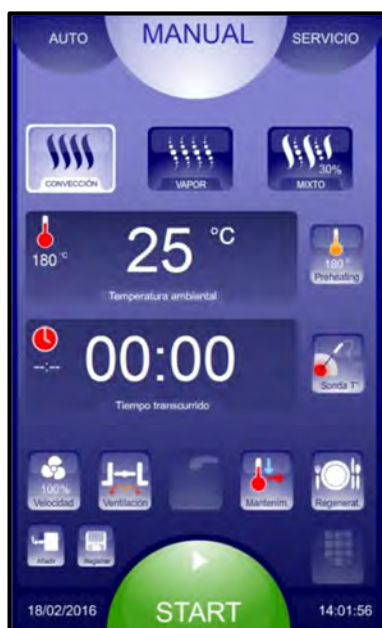 AUTO
MANUAL
SERVICIO
CONVECCIÓN
VAPOR
30%
MIXTO
180 °C
25 °C
Temperatura ambiental
180 °
Preheating
--:--
00:00
Tiempo transcurrido
Sonda Tª
100%
Velocidad
Ventilación
Mantenim.
Regenerat.
Añadir
Registrar
18/02/2016
START
14:01:56